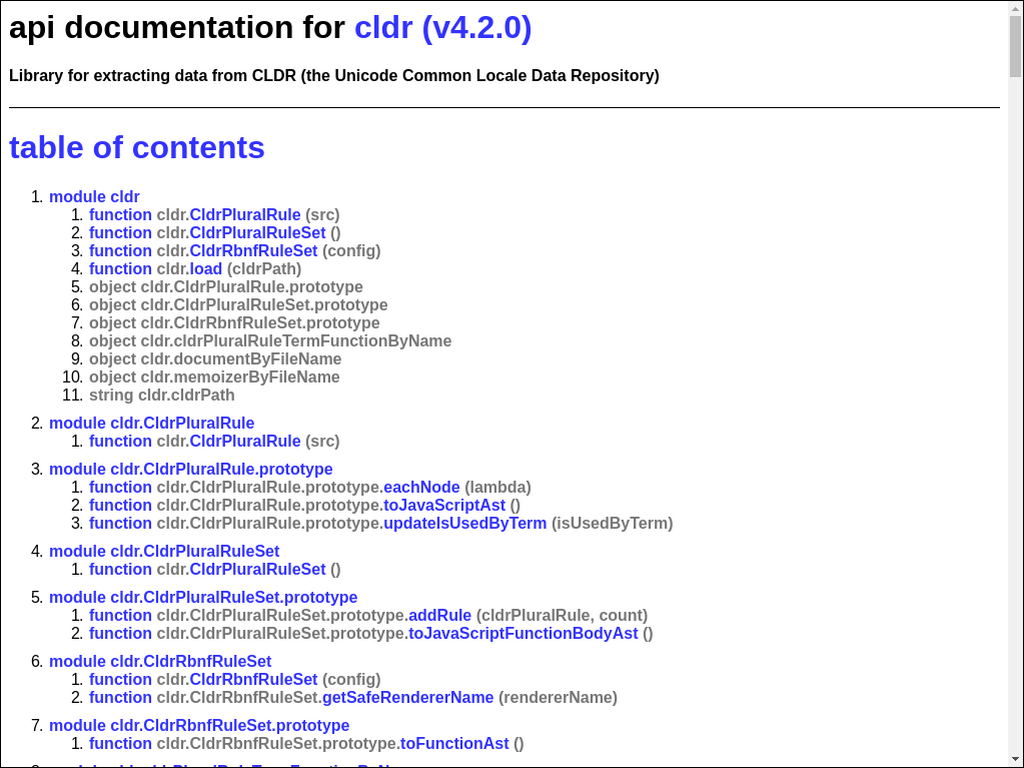 api documentation for cldr (v4.2.0)
Library for extracting data from CLDR (the Unicode Common Locale Data Repository)
table of contents
1. module cldr
1. function cldr.CldrPluralRule (src)
2. function cldr.CldrPluralRuleSet ()
3. function cldr.CldrRbnfRuleSet (config)
4. function cldr.load (cldrPath)
5. object cldr.CldrPluralRule.prototype
6. object cldr.CldrPluralRuleSet.prototype
7. object cldr.CldrRbnfRuleSet.prototype
8. object cldr.cldrPluralRuleTermFunctionByName
9. object cldr.documentByFileName
10. object cldr.memoizerByFileName
11. string cldr.cldrPath
2. module cldr.CldrPluralRule
1. function cldr.CldrPluralRule (src)
3. module cldr.CldrPluralRule.prototype
1. function cldr.CldrPluralRule.prototype.eachNode (lambda)
2. function cldr.CldrPluralRule.prototype.toJavaScriptAst ()
3. function cldr.CldrPluralRule.prototype.updateIsUsedByTerm (isUsedByTerm)
4. module cldr.CldrPluralRuleSet
1. function cldr.CldrPluralRuleSet ()
5. module cldr.CldrPluralRuleSet.prototype
1. function cldr.CldrPluralRuleSet.prototype.addRule (cldrPluralRule, count)
2. function cldr.CldrPluralRuleSet.prototype.toJavaScriptFunctionBodyAst ()
6. module cldr.CldrRbnfRuleSet
1. function cldr.CldrRbnfRuleSet (config)
2. function cldr.CldrRbnfRuleSet.getSafeRendererName (rendererName)
7. module cldr.CldrRbnfRuleSet.prototype
1. function cldr.CldrRbnfRuleSet.prototype.toFunctionAst ()